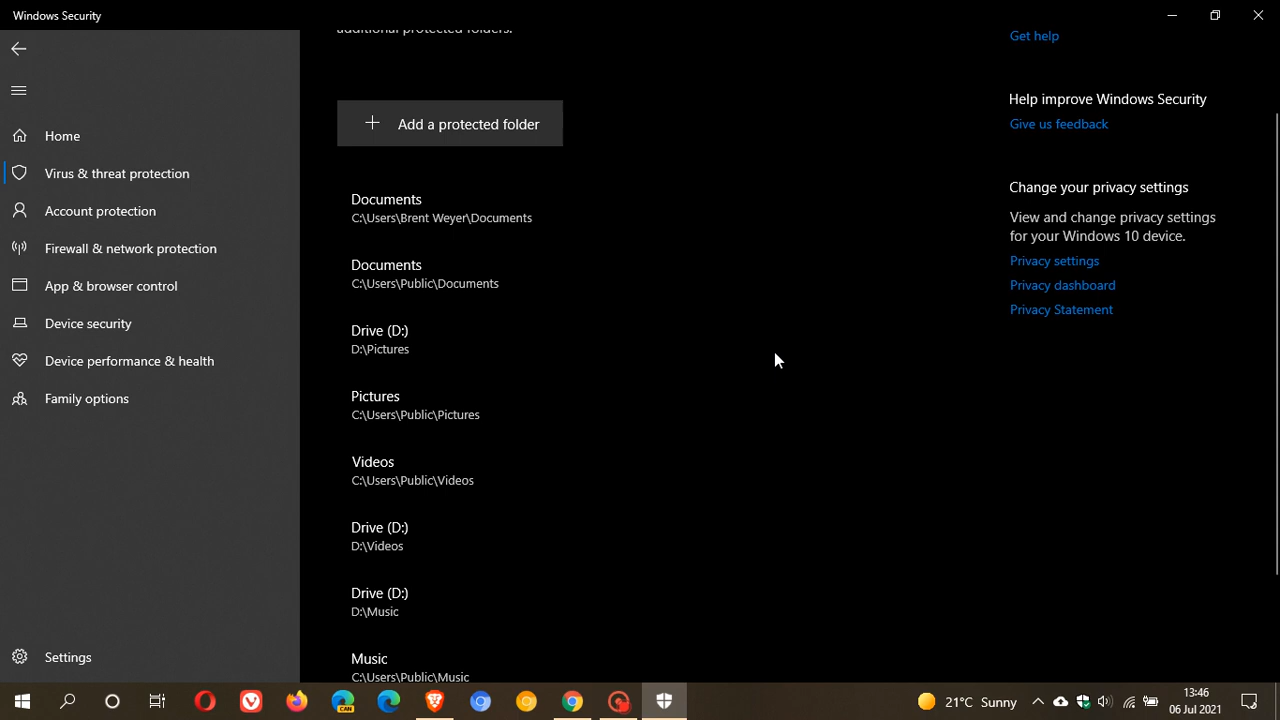 Windows Security
Home
Virus & threat protection
Account protection
Firewall & network protection
App & browser control
Device security
Device performance & health
Family options
Settings
additional protected folders.
Add a protected folder
Documents
C:\Users\Brent Weyer\Documents
Documents
C:\Users\Public\Documents
Drive (D:)
D:\Pictures
Pictures
C:\Users\Public\Pictures
Videos
C:\Users\Public\Videos
Drive (D:)
D:\Videos
Drive (D:)
D:\Music
Music
C:\Users\Public\Music
Get help
Help improve Windows Security
Give us feedback
Change your privacy settings
View and change privacy settings
for your Windows 10 device.
Privacy settings
Privacy dashboard
Privacy Statement
CAN
21°C Sunny
13:46
06 Jul 2021